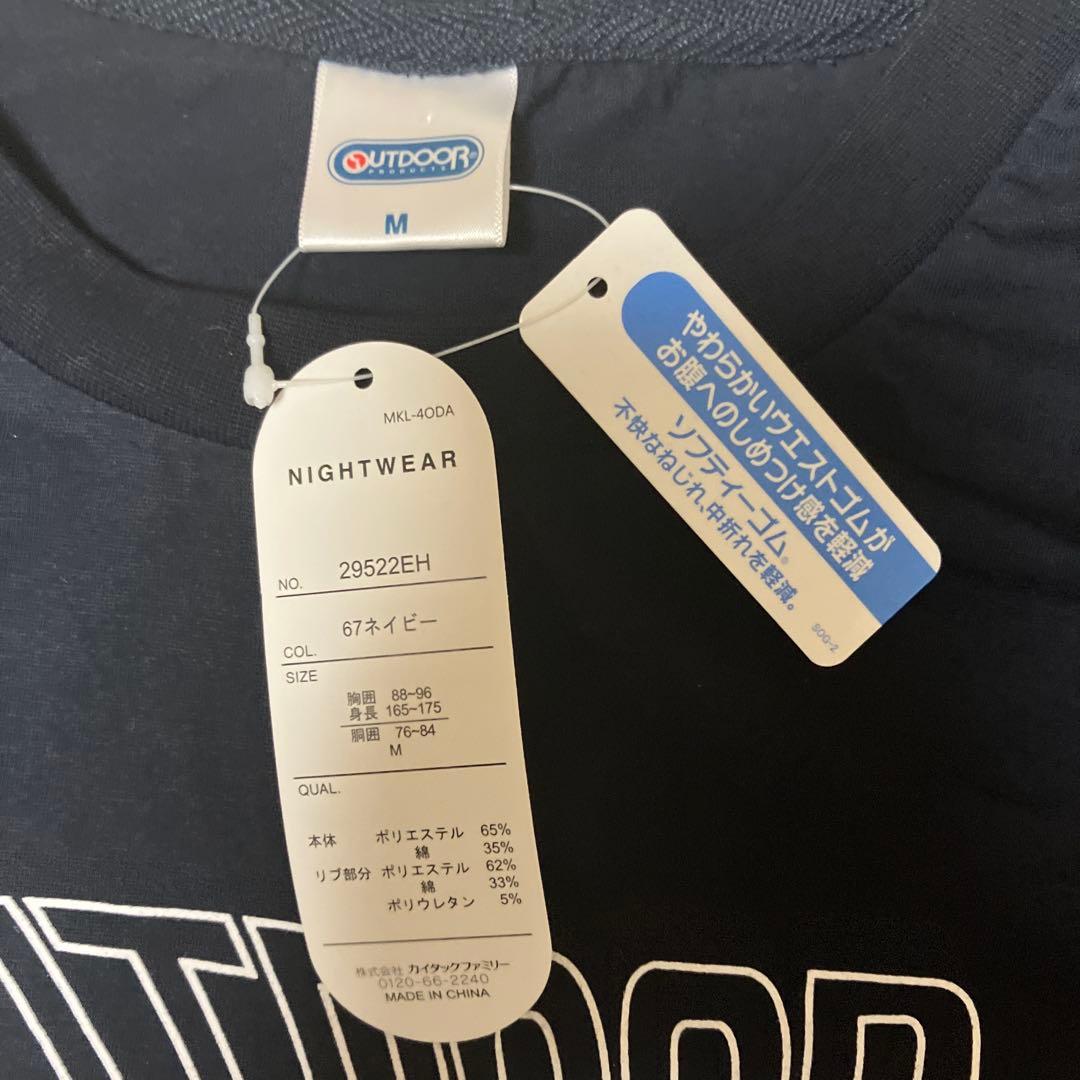 OUTDOOR®
PRODUCTS
M
MKL-40DA
NIGHTWEAR
NO. 29522EH
COL. 67ネイビー
SIZE
胸囲 88~96
身長 165~175
胴囲 76~84
M
QUAL.
本体 ポリエステル 65%
綿 35%
リブ部分 ポリエステル 62%
綿 33%
ポリウレタン 5%
株式会社 カイタックファミリー
0120-66-2240
MADE IN CHINA
やわらかいウエストゴムが
お腹へのしめつけ感を軽減
ソフティーゴム®
不快なねじれ、中折れを軽減。
SOG-2
UTDOOR